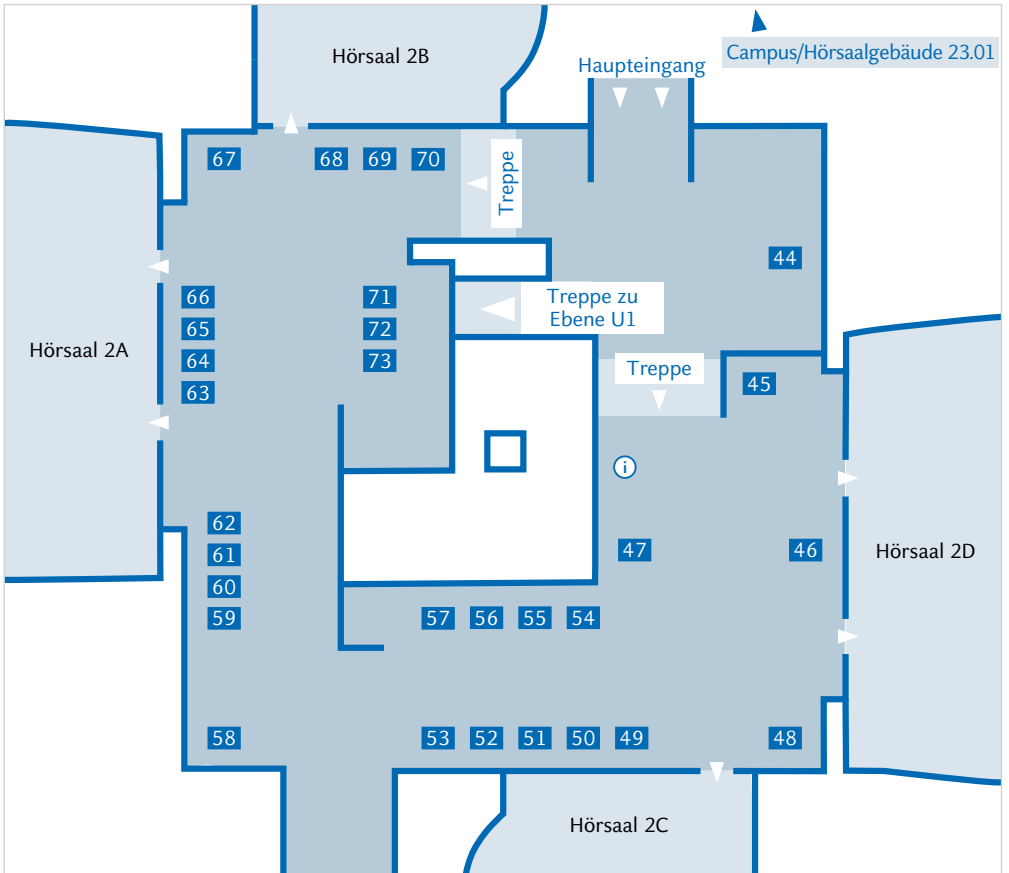 Hörsaal 2B
Campus/Hörsaalgebäude 23.01
Haupteingang
67
68
69
70
Treppe
44
66
71
Treppe zu
Ebene U1
65
72
Hörsaal 2A
64
73
Treppe
63
45
i
62
61
47
46
Hörsaal 2D
60
59
57
56
55
54
58
53
52
51
50
49
48
Hörsaal 2C